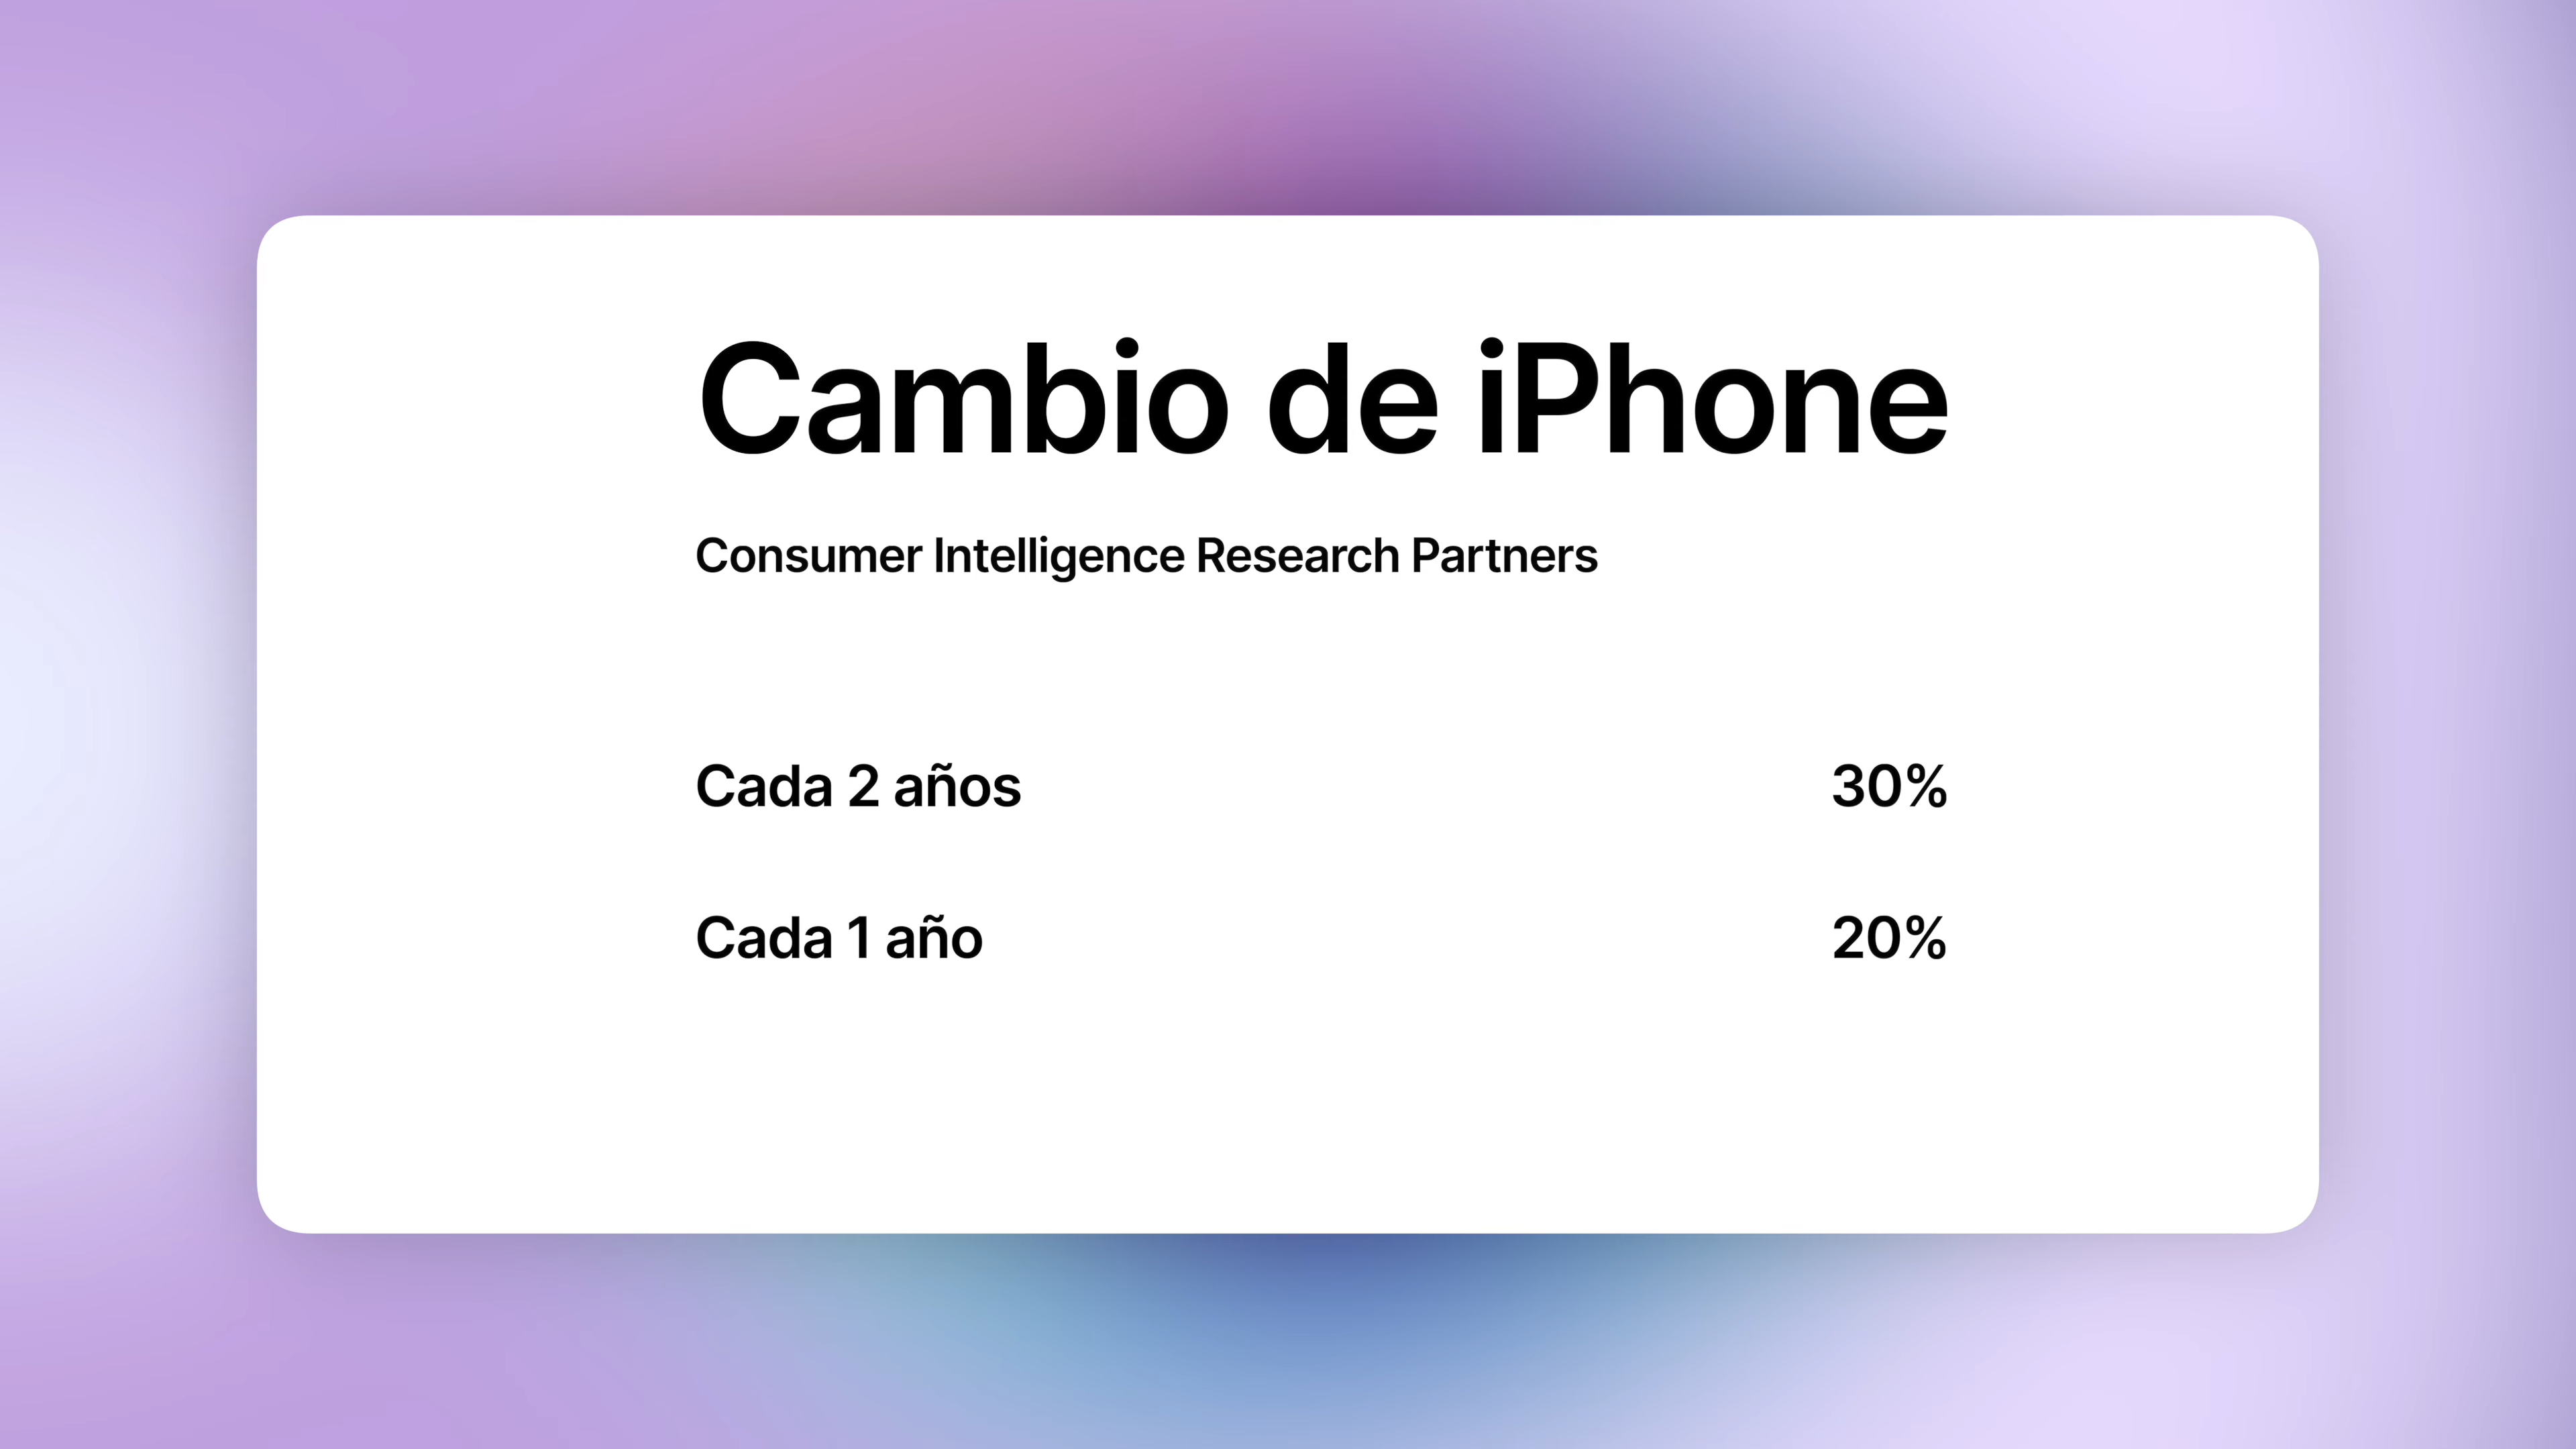 Cambio de iPhone
Consumer Intelligence Research Partners
Cada 2 años 30%
Cada 1 año 20%